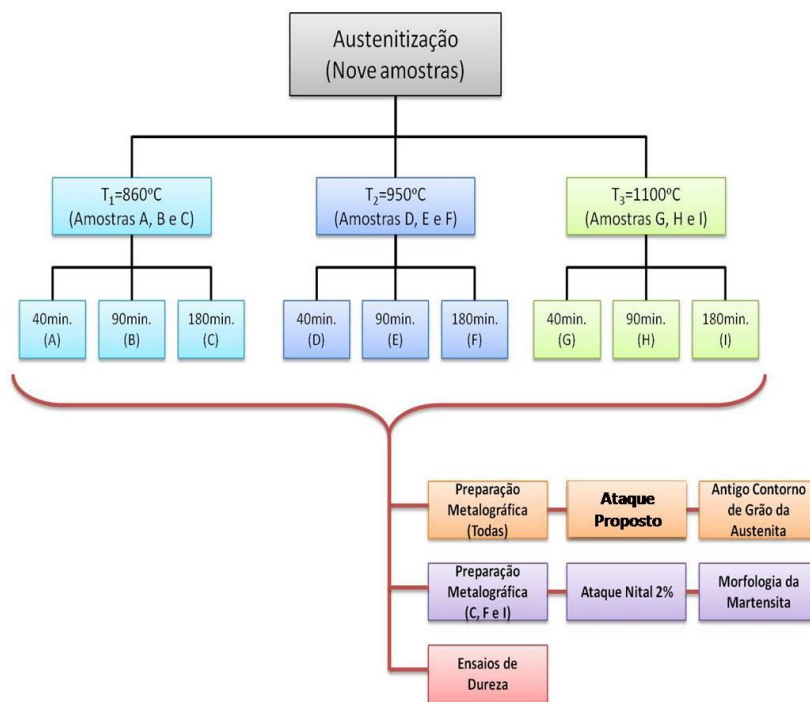 Austenitização
(Nove amostras)
T₁=860ºC
(Amostras A, B e C)
T₂=950ºC
(Amostras D, E e F)
T₃=1100ºC
(Amostras G, H e I)
40min.
(A)
90min.
(B)
180min.
(C)
40min.
(D)
90min.
(E)
180min.
(F)
40min.
(G)
90min.
(H)
180min.
(I)
Preparação
Metalográfica
(Todas)
Ataque
Proposto
Antigo Contorno
de Grão da
Austenita
Preparação
Metalográfica
(C, F e I)
Ataque Nital 2%
Morfologia da
Martensita
Ensaios de
Dureza